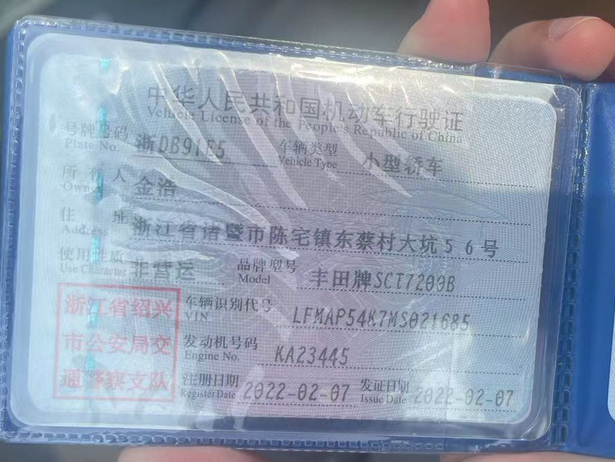 中华人民共和国机动车行驶证
Vehicle License of the People's Republic of China
号牌号码 浙DB91F5 车辆类型 小型轿车
Plate No. Vehicle Type
所有人 金浩
Owner
住址 浙江省诸暨市陈宅镇东蔡村大坑56号
Address
使用性质 非营运 品牌型号 丰田牌SCT7209B
Use Character Model
浙江省绍兴
市公安局交
通警察支队
车辆识别代号 LFMAP54K7MS021685
VIN
发动机号码 KA23445
Engine No.
注册日期 2022-02-07 发证日期 2022-02-07
Register Date Issue Date